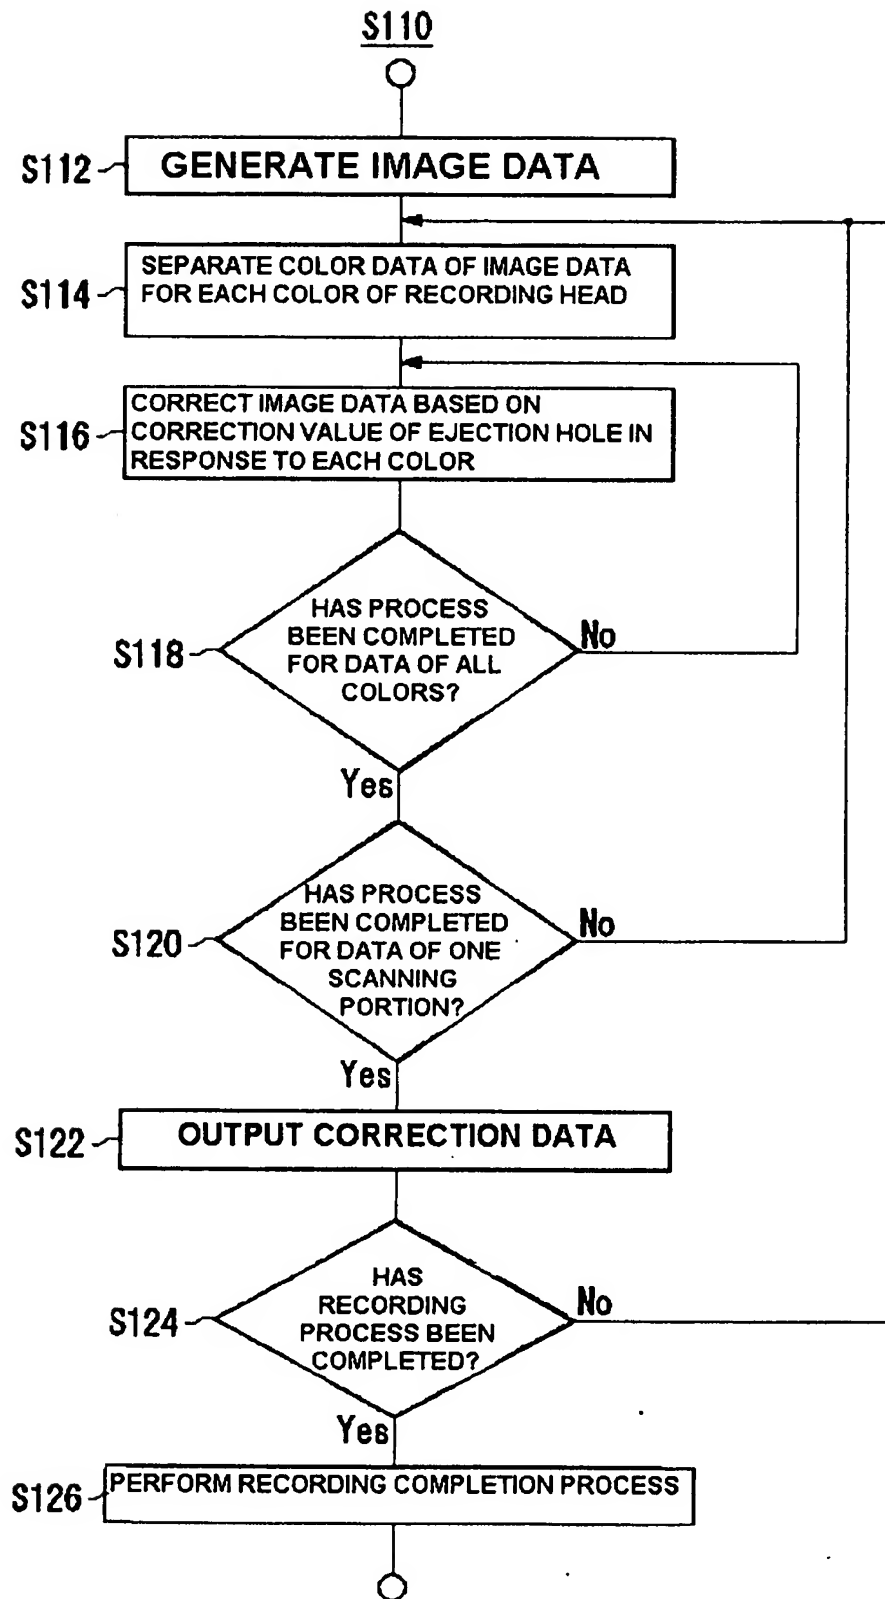 S110
S112
GENERATE IMAGE DATA
S114
SEPARATE COLOR DATA OF IMAGE DATA
FOR EACH COLOR OF RECORDING HEAD
S116
CORRECT IMAGE DATA BASED ON
CORRECTION VALUE OF EJECTION HOLE IN
RESPONSE TO EACH COLOR
S118
HAS PROCESS
BEEN COMPLETED
FOR DATA OF ALL
COLORS?
No
Yes
S120
HAS PROCESS
BEEN COMPLETED
FOR DATA OF ONE
SCANNING
PORTION?
No
Yes
S122
OUTPUT CORRECTION DATA
S124
HAS
RECORDING
PROCESS BEEN
COMPLETED?
No
Yes
S126
PERFORM RECORDING COMPLETION PROCESS